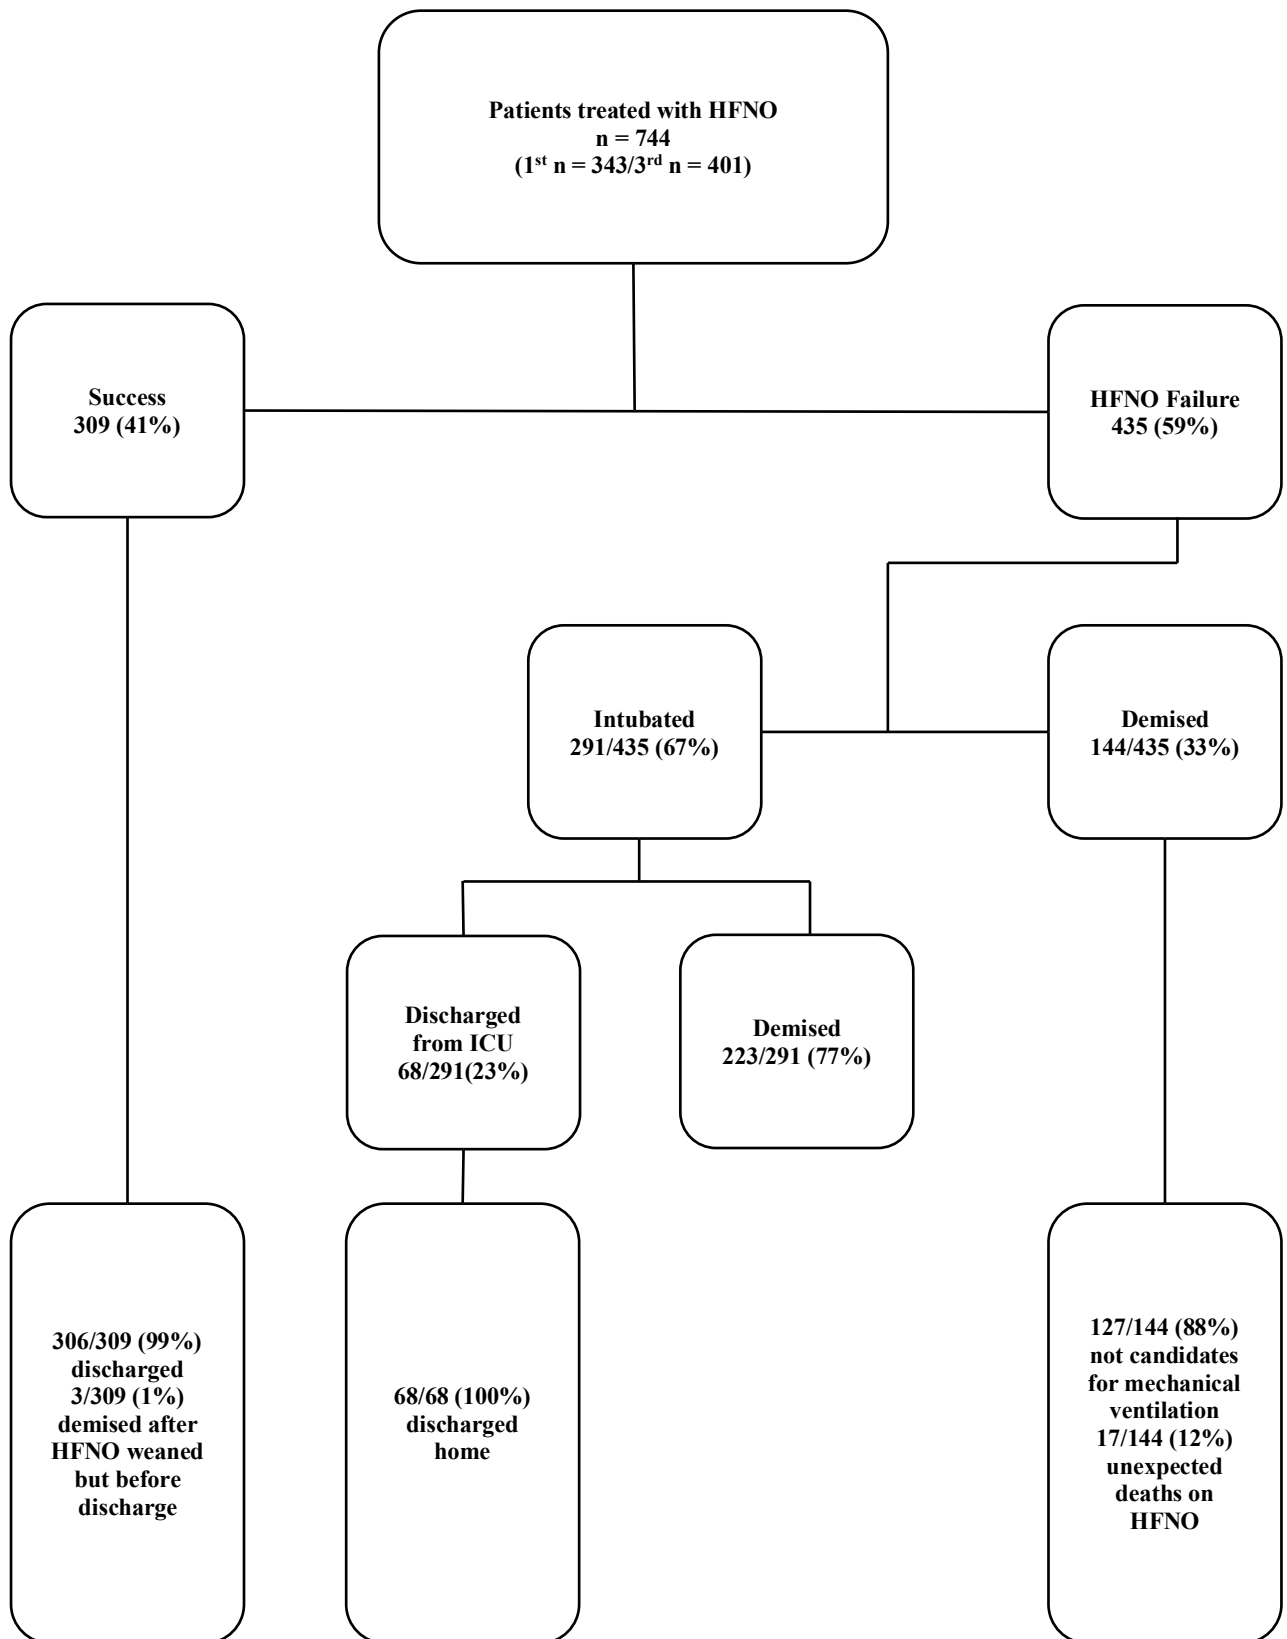 Patients treated with HFNO
n = 744
(1st n = 343/3rd n = 401)
Success
309 (41%)
HFNO Failure
435 (59%)
Intubated
291/435 (67%)
Demised
144/435 (33%)
Discharged
from ICU
68/291(23%)
Demised
223/291 (77%)
306/309 (99%)
discharged
3/309 (1%)
demised after
HFNO weaned
but before
discharge
68/68 (100%)
discharged
home
127/144 (88%)
not candidates
for mechanical
ventilation
17/144 (12%)
unexpected
deaths on
HFNO